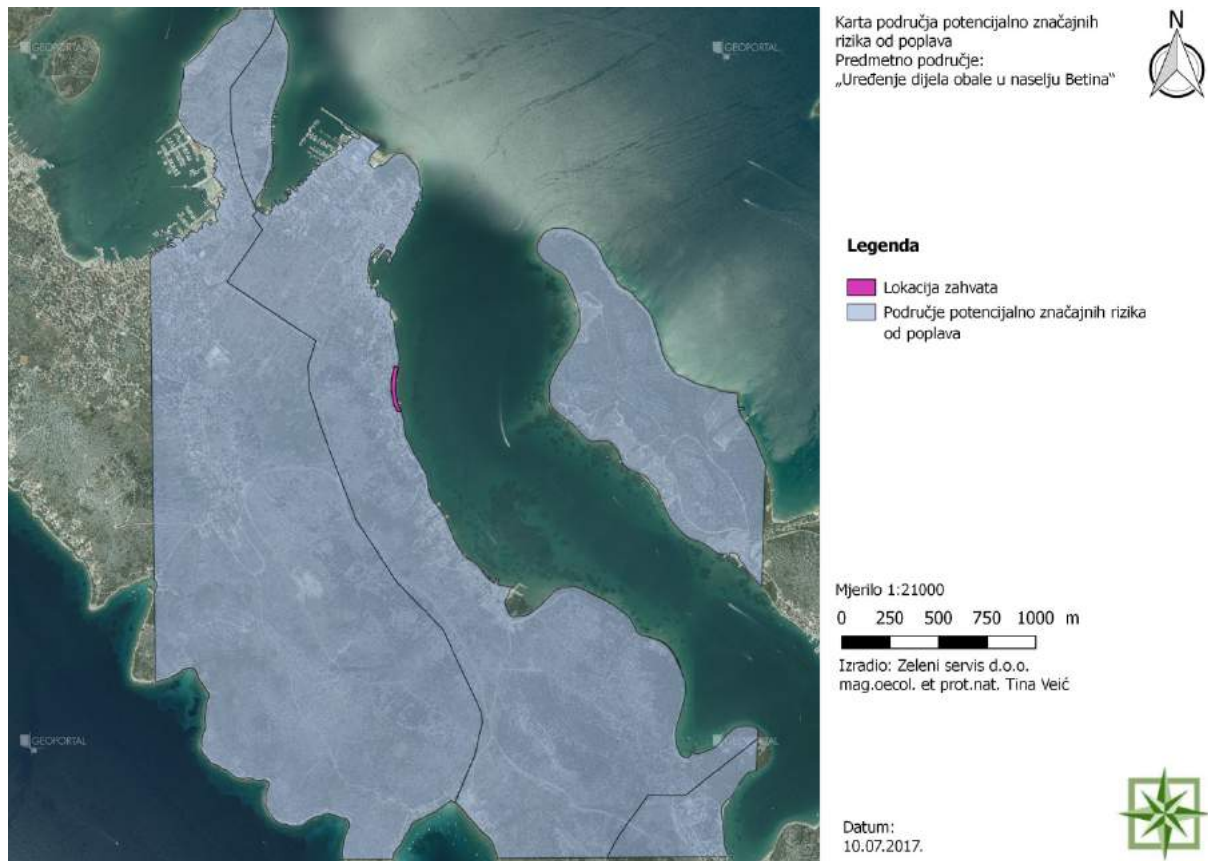 Karta područja potencijalno značajnih
rizika od poplava
Predmetno područje:
„Uređenje dijela obale u naselju Betina“
N
GEOPORTAL
GEOPORTAL
Legenda
Lokacija zahvata
Područje potencijalno značajnih rizika
od poplava
Mjerilo 1:21000
0 250 500 750 1000 m
Izradio: Zeleni servis d.o.o.
mag.oecol. et prot.nat. Tina Veić
GEOPORTAL
GEOPORTAL
Datum:
10.07.2017.